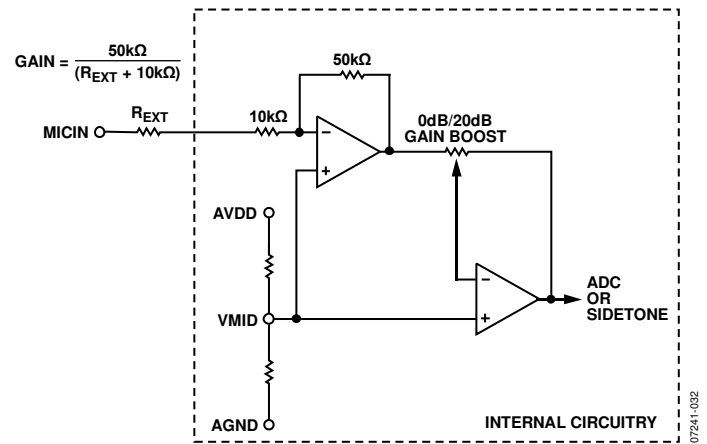 GAIN = 50kΩ / (REXT + 10kΩ)
50kΩ
REXT
10kΩ
MICIN
0dB/20dB
GAIN BOOST
−
+
AVDD
VMID
AGND
−
+
ADC
OR
SIDETONE
INTERNAL CIRCUITRY
07241-032